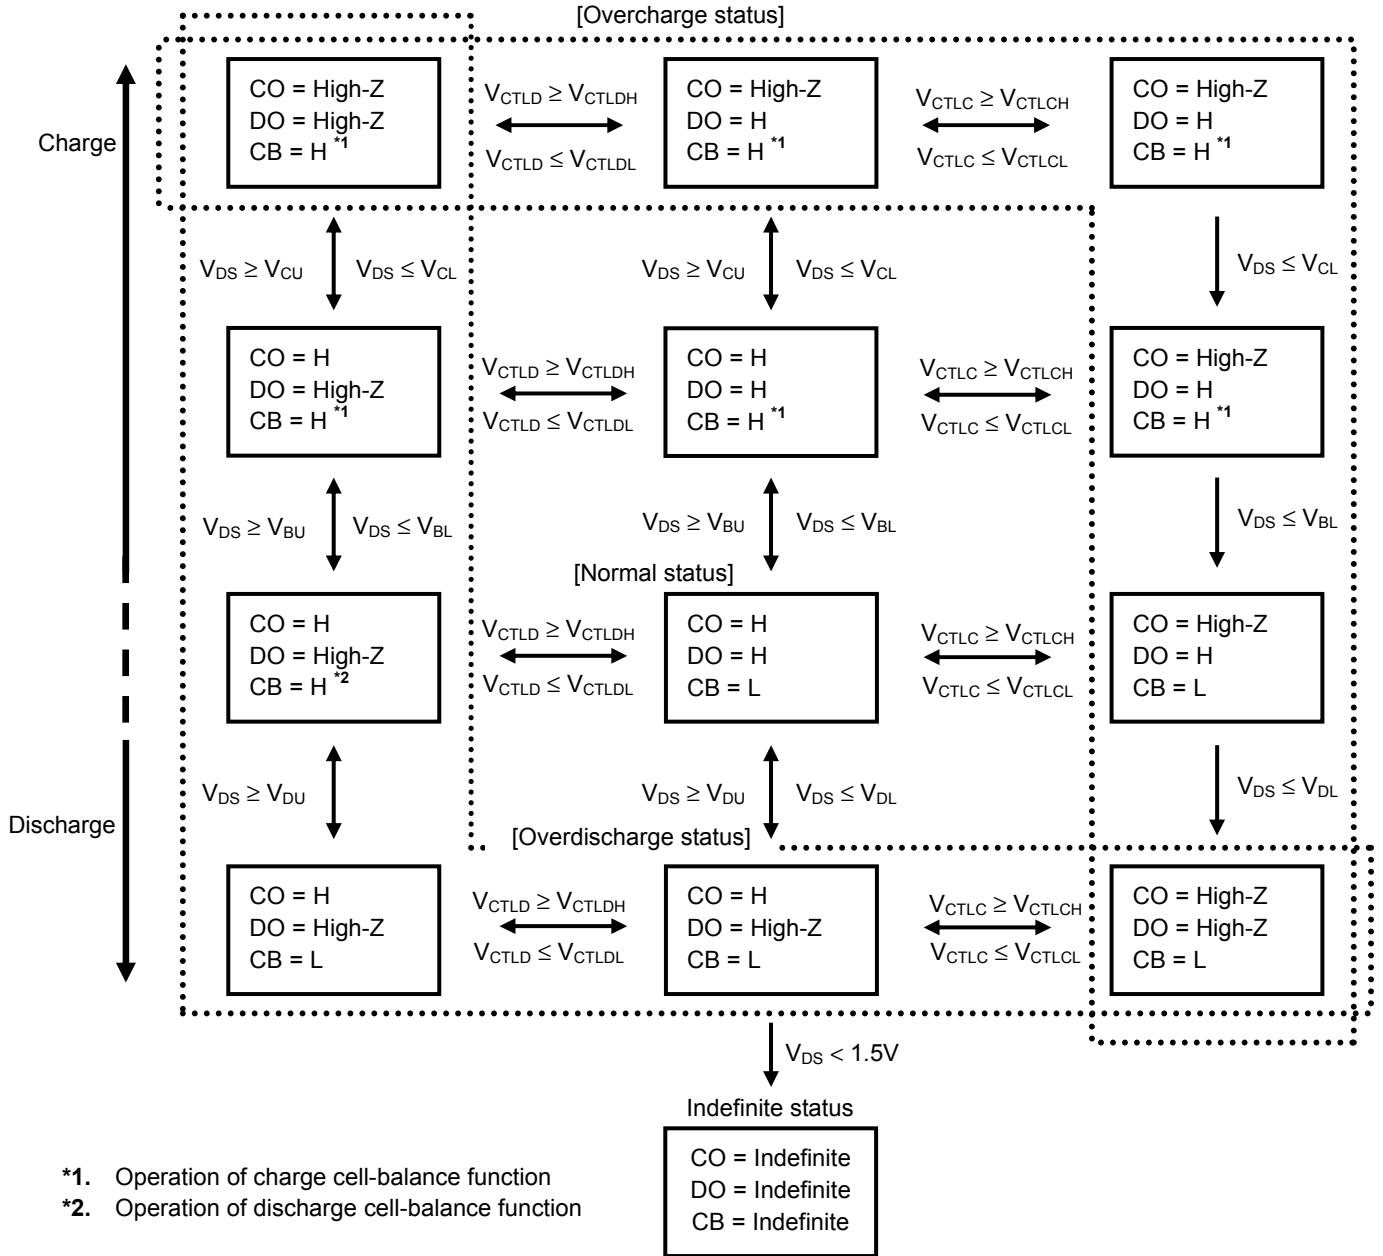 [Overcharge status]
Charge
CO = High-Z
DO = High-Z
CB = H *1
VCTLD ≥ VCTLDH
VCTLD ≤ VCTLDL
CO = High-Z
DO = H
CB = H *1
VCTLC ≥ VCTLCH
VCTLC ≤ VCTLCL
CO = High-Z
DO = H
CB = H *1
VDS ≥ VCU
VDS ≤ VCL
VDS ≥ VCU
VDS ≤ VCL
VDS ≤ VCL
CO = H
DO = High-Z
CB = H *1
VCTLD ≥ VCTLDH
VCTLD ≤ VCTLDL
CO = H
DO = H
CB = H *1
VCTLC ≥ VCTLCH
VCTLC ≤ VCTLCL
CO = High-Z
DO = H
CB = H *1
VDS ≥ VBU
VDS ≤ VBL
VDS ≥ VBU
VDS ≤ VBL
VDS ≤ VBL
[Normal status]
CO = H
DO = High-Z
CB = H *2
VCTLD ≥ VCTLDH
VCTLD ≤ VCTLDL
CO = H
DO = H
CB = L
VCTLC ≥ VCTLCH
VCTLC ≤ VCTLCL
CO = High-Z
DO = H
CB = L
VDS ≥ VDU
VDS ≥ VDU
VDS ≤ VDL
VDS ≤ VDL
Discharge
[Overdischarge status]
CO = H
DO = High-Z
CB = L
VCTLD ≥ VCTLDH
VCTLD ≤ VCTLDL
CO = H
DO = High-Z
CB = L
VCTLC ≥ VCTLCH
VCTLC ≤ VCTLCL
CO = High-Z
DO = High-Z
CB = L
VDS < 1.5V
Indefinite status
CO = Indefinite
DO = Indefinite
CB = Indefinite
*1. Operation of charge cell-balance function
*2. Operation of discharge cell-balance function